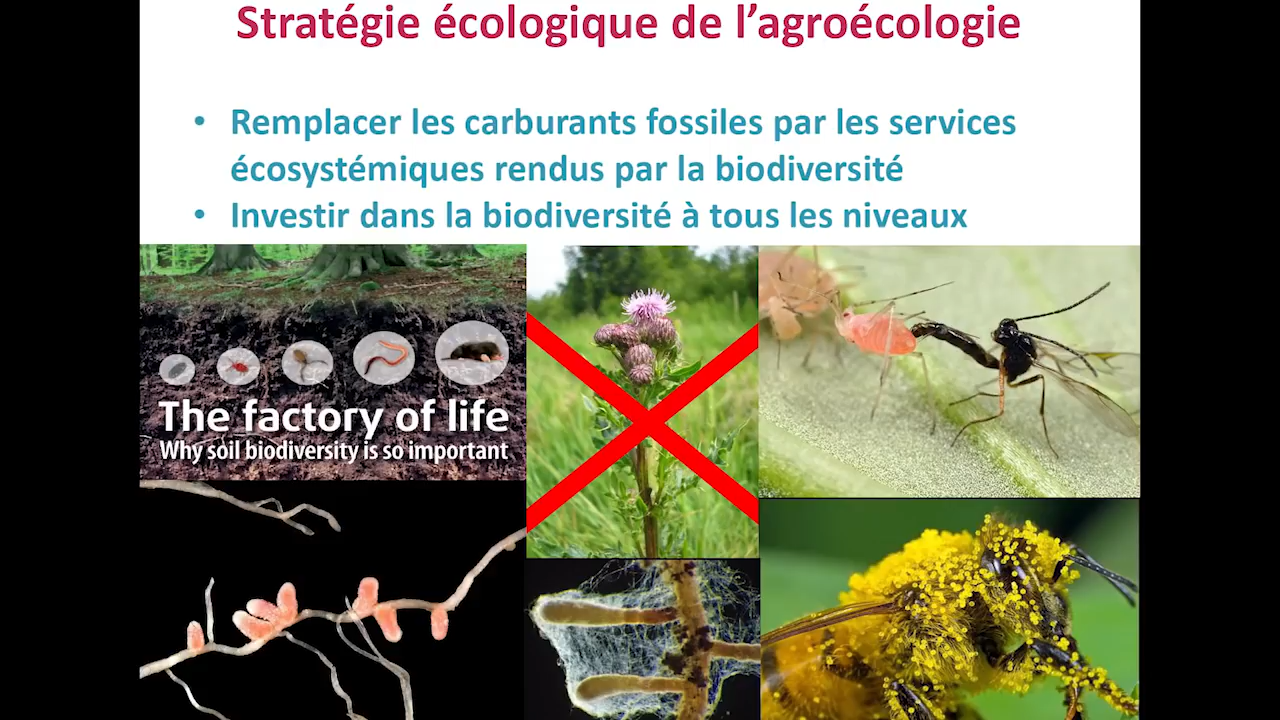 Stratégie écologique de l’agroécologie
• Remplacer les carburants fossiles par les services
écosystémiques rendus par la biodiversité
• Investir dans la biodiversité à tous les niveaux
The factory of life
Why soil biodiversity is so important